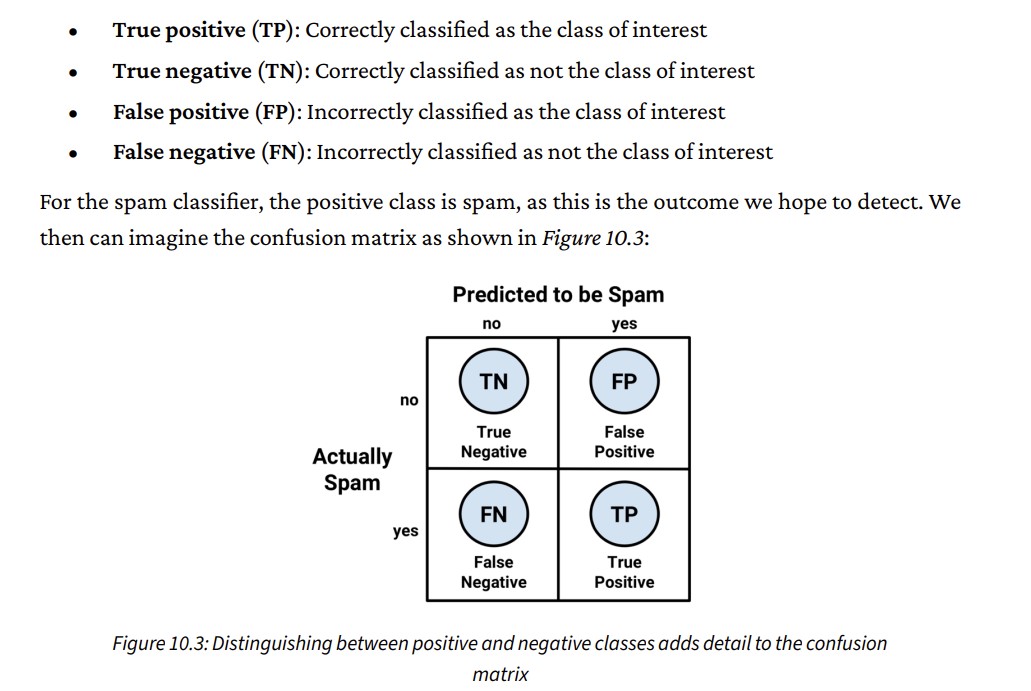 • True positive (TP): Correctly classified as the class of interest
• True negative (TN): Correctly classified as not the class of interest
• False positive (FP): Incorrectly classified as the class of interest
• False negative (FN): Incorrectly classified as not the class of interest
For the spam classifier, the positive class is spam, as this is the outcome we hope to detect. We
then can imagine the confusion matrix as shown in Figure 10.3:
Predicted to be Spam
no yes
no
TN FP
True False
Negative Positive
Actually
Spam
yes
FN TP
False True
Negative Positive
Figure 10.3: Distinguishing between positive and negative classes adds detail to the confusion
matrix